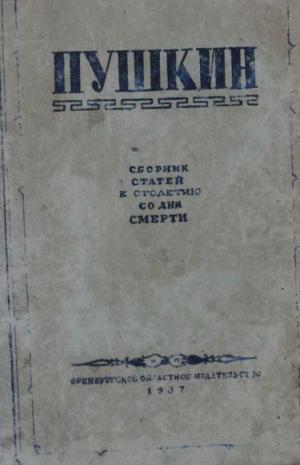 ПУШКИН
СБОРНИК
СТАТЕЙ
К СТОЛЕТИЮ
СО ДНЯ
СМЕРТИ
ОРЕНБУРГСКОЕ ОБЛАСТНОЕ ИЗДАТЕЛЬСТВО
1937